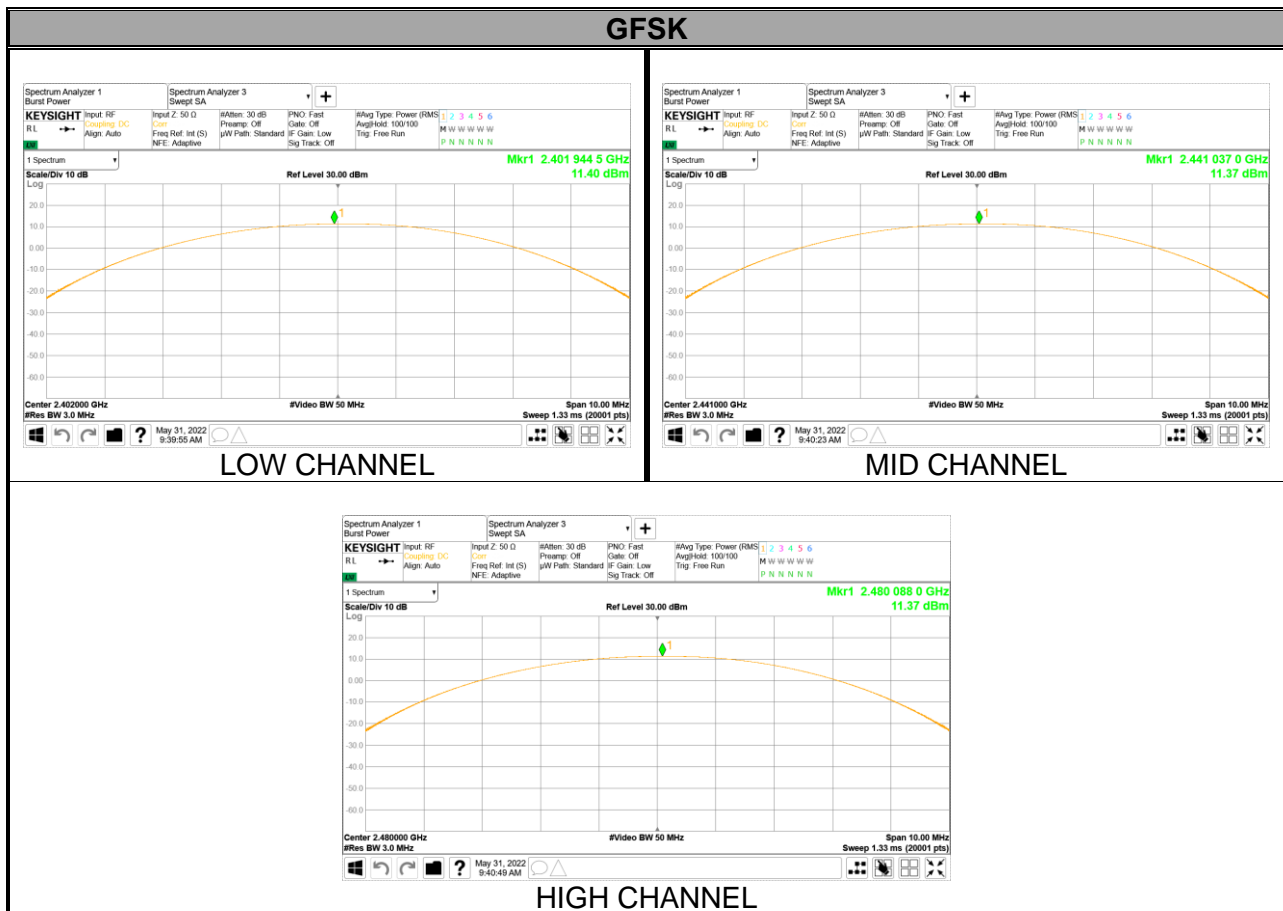 GFSK
Spectrum Analyzer 1
Burst Power
Spectrum Analyzer 3
Swept SA
+
KEYSIGHT
RL
Input: RF
Coupling: DC
Align: Auto
Input Z: 50 Ω
Corr
Freq Ref: Int (S)
NFE: Adaptive
#Atten: 30 dB
Preamp: Off
µW Path: Standard
PNO: Fast
Gate: Off
IF Gain: Low
Sig Track: Off
#Avg Type: Power (RMS
Avg|Hold: 100/100
Trig: Free Run
1 2 3 4 5 6
M W W W W W
P N N N N N
1 Spectrum
Mkr1 2.401 944 5 GHz
Scale/Div 10 dB
Ref Level 30.00 dBm
11.40 dBm
Log
20.0
10.0
0.00
-10.0
-20.0
-30.0
-40.0
-50.0
-60.0
1
Center 2.402000 GHz
#Video BW 50 MHz
Span 10.00 MHz
#Res BW 3.0 MHz
Sweep 1.33 ms (20001 pts)
?
May 31, 2022
9:39:55 AM
LOW CHANNEL
Spectrum Analyzer 1
Burst Power
Spectrum Analyzer 3
Swept SA
+
KEYSIGHT
RL
Input: RF
Coupling: DC
Align: Auto
Input Z: 50 Ω
Corr
Freq Ref: Int (S)
NFE: Adaptive
#Atten: 30 dB
Preamp: Off
µW Path: Standard
PNO: Fast
Gate: Off
IF Gain: Low
Sig Track: Off
#Avg Type: Power (RMS
Avg|Hold: 100/100
Trig: Free Run
1 2 3 4 5 6
M W W W W W
P N N N N N
1 Spectrum
Mkr1 2.441 037 0 GHz
Scale/Div 10 dB
Ref Level 30.00 dBm
11.37 dBm
Log
20.0
10.0
0.00
-10.0
-20.0
-30.0
-40.0
-50.0
-60.0
1
Center 2.441000 GHz
#Video BW 50 MHz
Span 10.00 MHz
#Res BW 3.0 MHz
Sweep 1.33 ms (20001 pts)
?
May 31, 2022
9:40:23 AM
MID CHANNEL
Spectrum Analyzer 1
Burst Power
Spectrum Analyzer 3
Swept SA
+
KEYSIGHT
RL
Input: RF
Coupling: DC
Align: Auto
Input Z: 50 Ω
Corr
Freq Ref: Int (S)
NFE: Adaptive
#Atten: 30 dB
Preamp: Off
µW Path: Standard
PNO: Fast
Gate: Off
IF Gain: Low
Sig Track: Off
#Avg Type: Power (RMS
Avg|Hold: 100/100
Trig: Free Run
1 2 3 4 5 6
M W W W W W
P N N N N N
1 Spectrum
Mkr1 2.480 088 0 GHz
Scale/Div 10 dB
Ref Level 30.00 dBm
11.37 dBm
Log
20.0
10.0
0.00
-10.0
-20.0
-30.0
-40.0
-50.0
-60.0
1
Center 2.480000 GHz
#Video BW 50 MHz
Span 10.00 MHz
#Res BW 3.0 MHz
Sweep 1.33 ms (20001 pts)
?
May 31, 2022
9:40:49 AM
HIGH CHANNEL